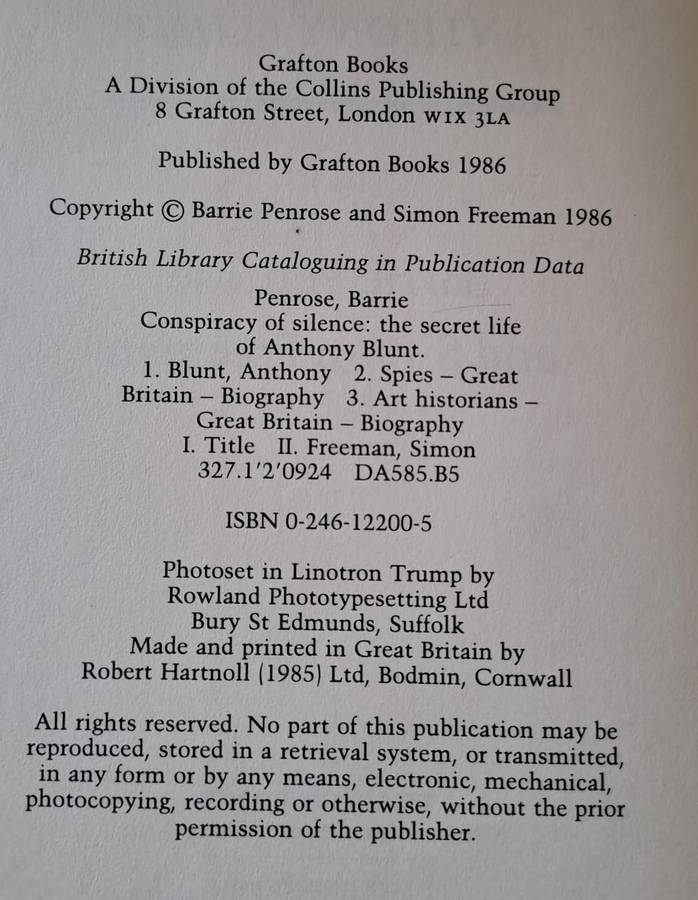 Grafton Books
A Division of the Collins Publishing Group
8 Grafton Street, London W1X 3LA
Published by Grafton Books 1986
Copyright © Barrie Penrose and Simon Freeman 1986
British Library Cataloguing in Publication Data
Penrose, Barrie
Conspiracy of silence: the secret life
of Anthony Blunt.
1. Blunt, Anthony 2. Spies – Great
Britain – Biography 3. Art historians –
Great Britain – Biography
I. Title II. Freeman, Simon
327.1'2'0924 DA585.B5
ISBN 0-246-12200-5
Photoset in Linotron Trump by
Rowland Phototypesetting Ltd
Bury St Edmunds, Suffolk
Made and printed in Great Britain by
Robert Hartnoll (1985) Ltd, Bodmin, Cornwall
All rights reserved. No part of this publication may be
reproduced, stored in a retrieval system, or transmitted,
in any form or by any means, electronic, mechanical,
photocopying, recording or otherwise, without the prior
permission of the publisher.